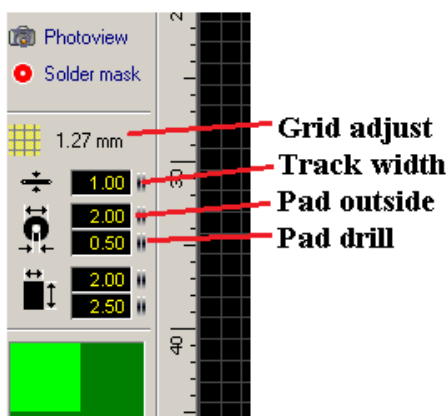 2
Photoview
Solder mask
1.27 mm
Grid adjust
1.00
Track width
30
2.00
Pad outside
0.50
Pad drill
2.00
2.50
40